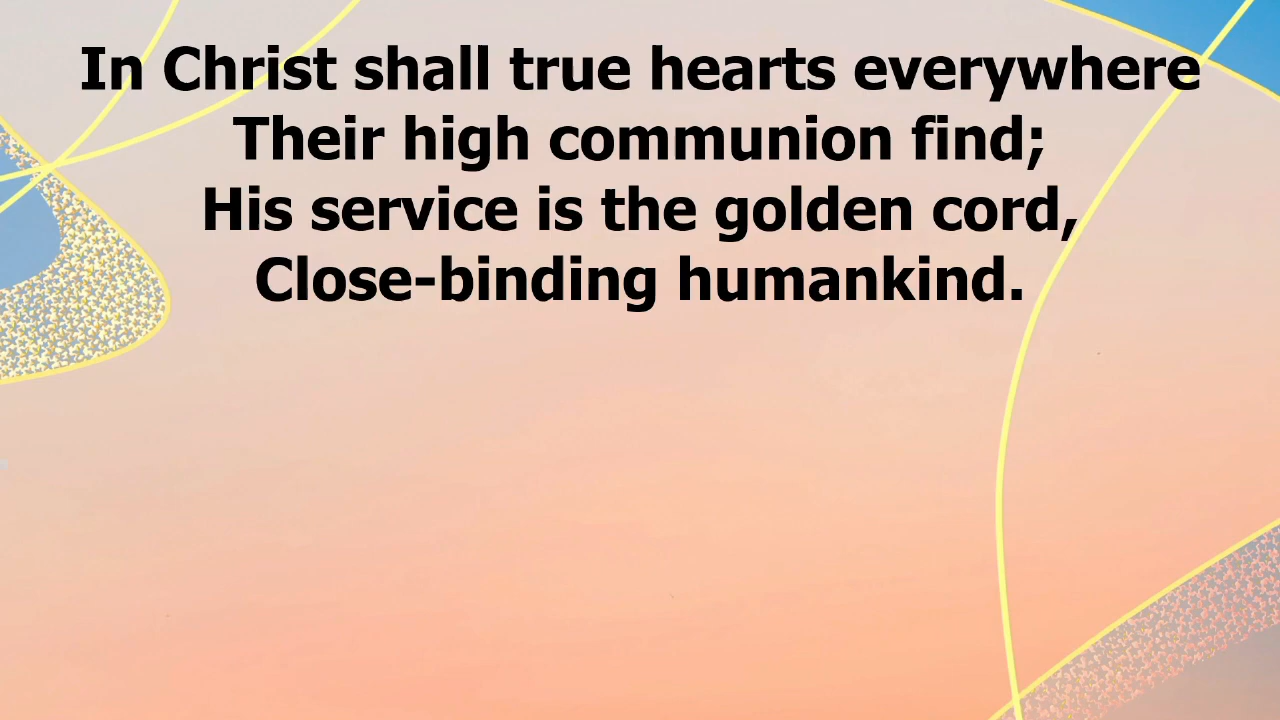 In Christ shall true hearts everywhere
Their high communion find;
His service is the golden cord,
Close-binding humankind.